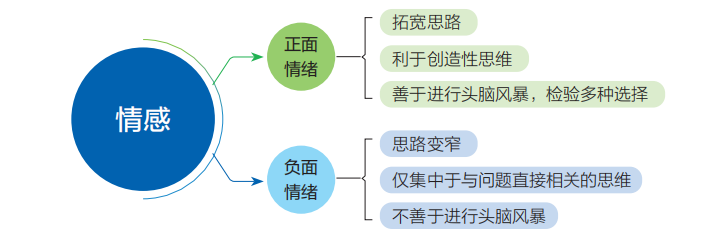 情感
正面
情绪
拓宽思路
利于创造性思维
善于进行头脑风暴，检验多种选择
负面
情绪
思路变窄
仅集中于与问题直接相关的思维
不善于进行头脑风暴